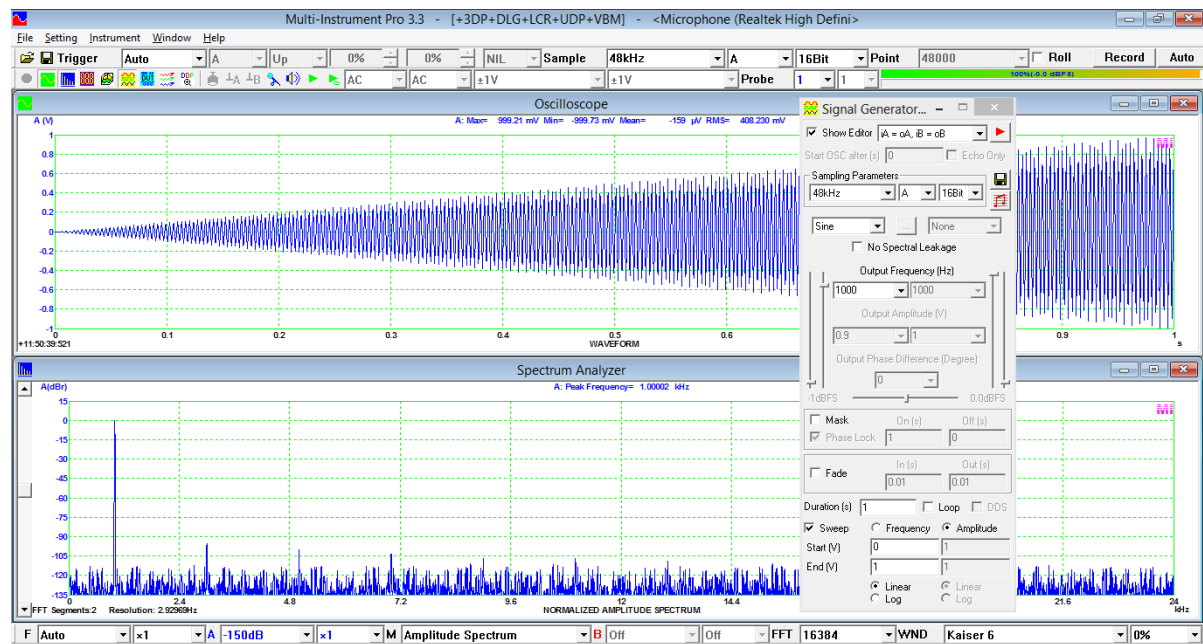 Multi-Instrument Pro 3.3 - [+3DP+DLG+LCR+UDP+VBM] - <Microphone (Realtek High Defini>
File Setting Instrument Window Help
Trigger Auto A Up 0% 0% NIL Sample 48kHz A 16Bit Point 48000 Roll Record Auto
A B AC AC ±1V ±1V Probe 1 1 100%(-0.0 dBFS)
Oscilloscope
A (V) A: Max= 999.21 mV Min= -999.73 mV Mean= -159 µV RMS= 408.230 mV
1
0.8
0.6
0.4
0.2
0
-0.2
-0.4
-0.6
-0.8
-1
0 0.1 0.2 0.3 0.4 0.5 0.6 0.9 1
+11:50:39:521 WAVEFORM s
Spectrum Analyzer
A(dBr) A: Peak Frequency= 1.00002 kHz
15
0
-15
-30
-45
-60
-75
-90
-105
-120
-135
0 2.4 4.8 7.2 9.6 12 14.4 21.6 24
FFT Segments:2 Resolution: 2.92969Hz NORMALIZED AMPLITUDE SPECTRUM kHz
F Auto ×1 A -150dB ×1 M Amplitude Spectrum B Off Off FFT 16384 WND Kaiser 6 0%
Signal Generator...
Show Editor iA = oA, iB = oB
Start OSC after (s) 0 Echo Only
Sampling Parameters
48kHz A 16Bit
Sine ... None
No Spectral Leakage
Output Frequency (Hz)
1000 1000
Output Amplitude (V)
0.9 1
Output Phase Difference (Degree)
0
-1dBFS 0.0dBFS
Mask On (s) Off (s)
Phase Lock 1 0
Fade In (s) Out (s)
0.01 0.01
Duration (s) 1 Loop DDS
Sweep Frequency Amplitude
Start (V) 0 1
End (V) 1 1
Linear Linear
Log Log